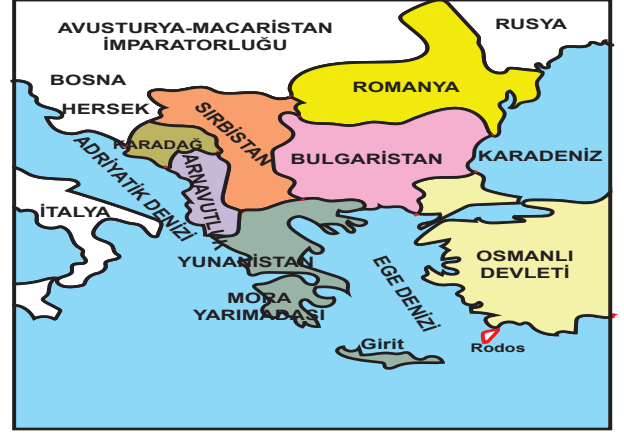 AVUSTURYA-MACARİSTAN
İMPARATORLUĞU
RUSYA
BOSNA
HERSEK
ROMANYA
SIRBİSTAN
KARADAĞ
BULGARİSTAN
KARADENİZ
ADRİYATİK DENİZİ
ARNAVUTLUK
İTALYA
YUNANİSTAN
EGE DENİZİ
OSMANLI
DEVLETİ
MORA
YARIMADASI
Girit
Rodos